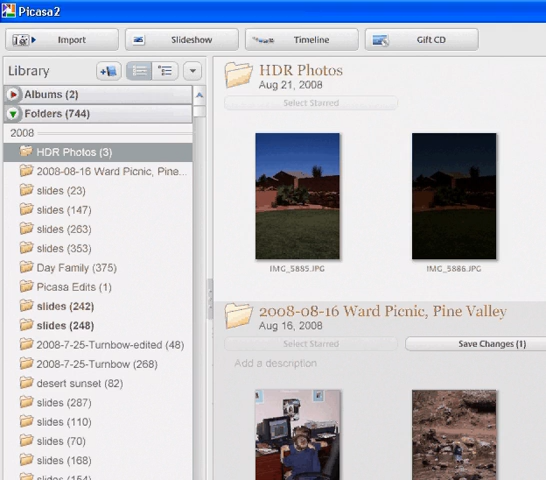 Picasa2
Import
Slideshow
Timeline
Gift CD
Library
Albums (2)
Folders (744)
2008
HDR Photos (3)
2008-08-16 Ward Picnic, Pine...
slides (23)
slides (147)
slides (263)
slides (353)
Day Family (375)
Picasa Edits (1)
slides (242)
slides (248)
2008-7-25-Turnbow-edited (48)
2008-7-25-Turnbow (268)
desert sunset (82)
slides (287)
slides (110)
slides (70)
slides (168)
slides (154)
HDR Photos
Aug 21, 2008
Select Starred
IMG_5885.JPG
IMG_5886.JPG
2008-08-16 Ward Picnic, Pine Valley
Aug 16, 2008
Select Starred
Save Changes (1)
Add a description